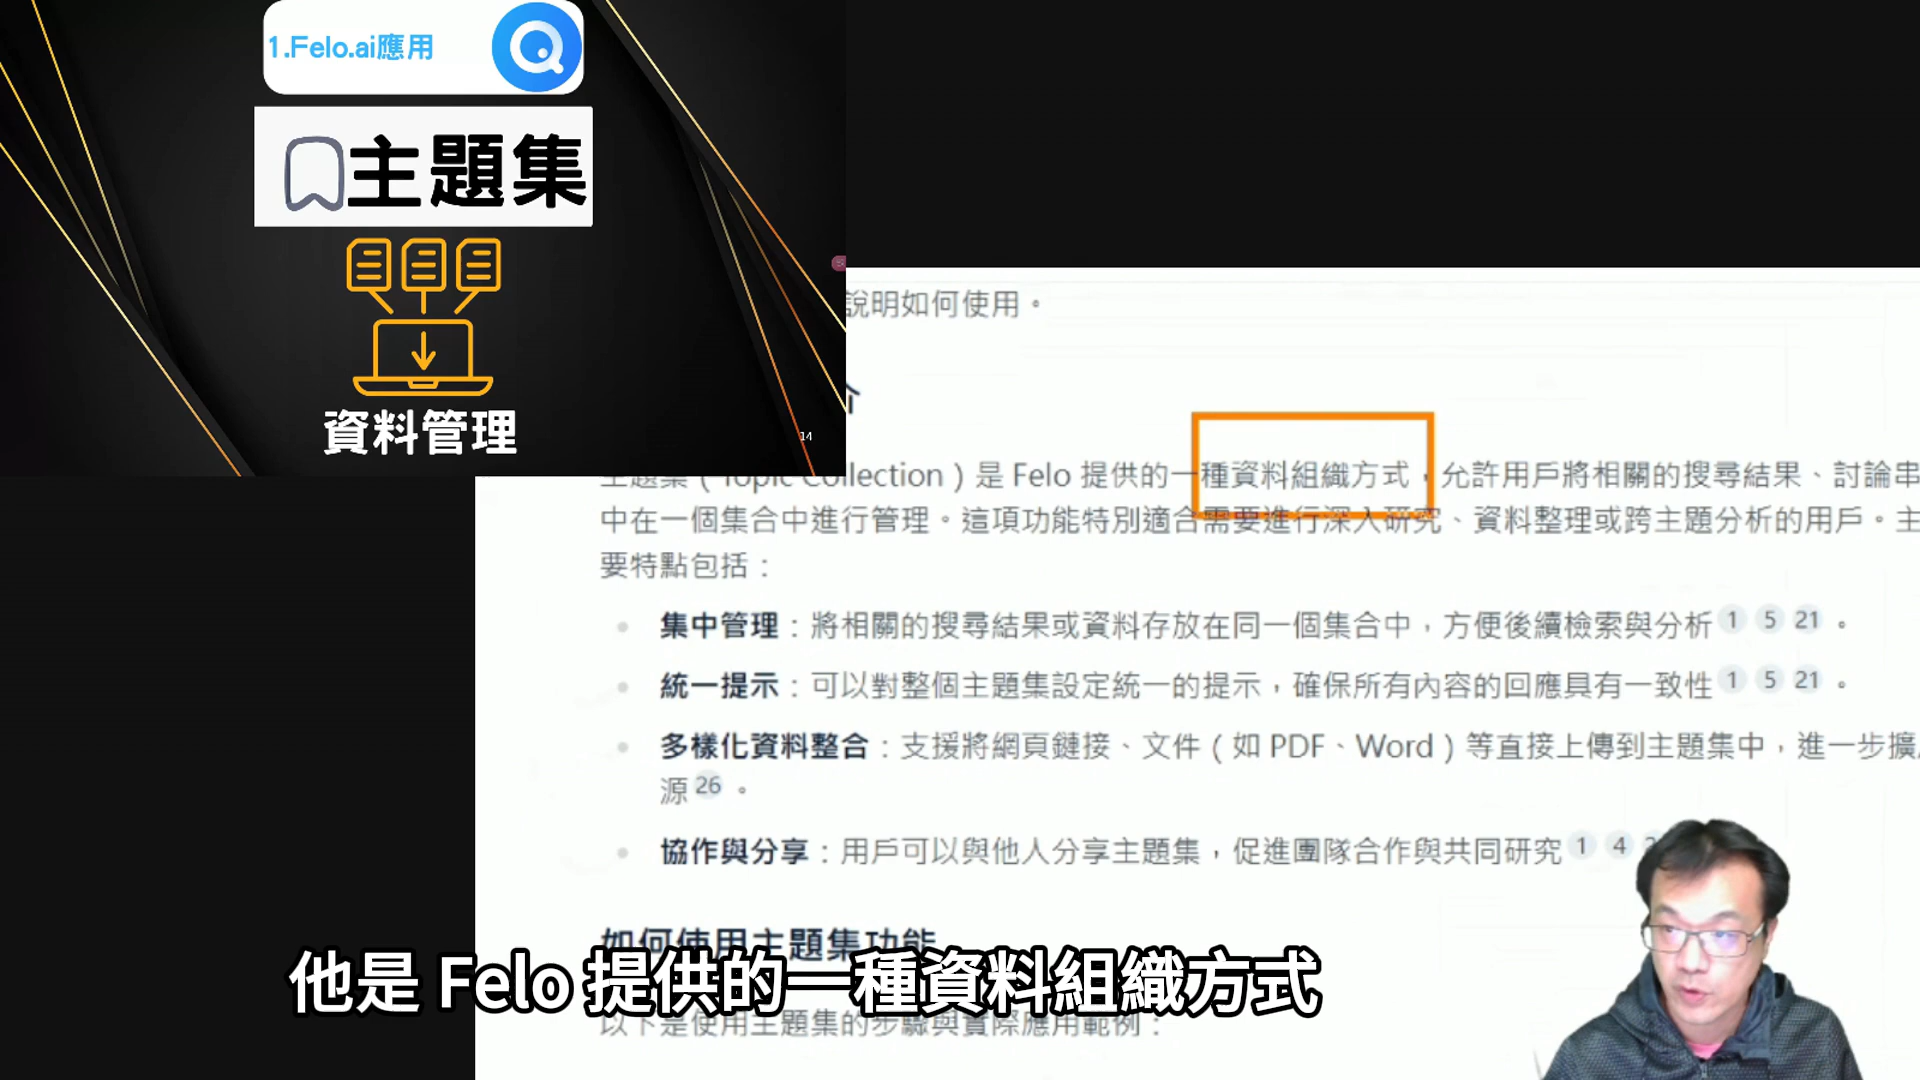 1.Felo.ai應用
主題集
資料管理
14
說明如何使用。
介
主題集（Topic Collection）是 Felo 提供的一種資料組織方式，允許用戶將相關的搜尋結果、討論串
中在一個集合中進行管理。這項功能特別適合需要進行深入研究、資料整理或跨主題分析的用戶。主
要特點包括：
集中管理：將相關的搜尋結果或資料存放在同一個集合中，方便後續檢索與分析 1 5 21 。
統一提示：可以對整個主題集設定統一的提示，確保所有內容的回應具有一致性 1 5 21 。
多樣化資料整合：支援將網頁鏈接、文件（如 PDF、Word）等直接上傳到主題集中，進一步擴
源 26 。
協作與分享：用戶可以與他人分享主題集，促進團隊合作與共同研究 1 4
如何使用主題集功能
他是 Felo 提供的一種資料組織方式
以下是使用主題集的步驟與實際應用範例：